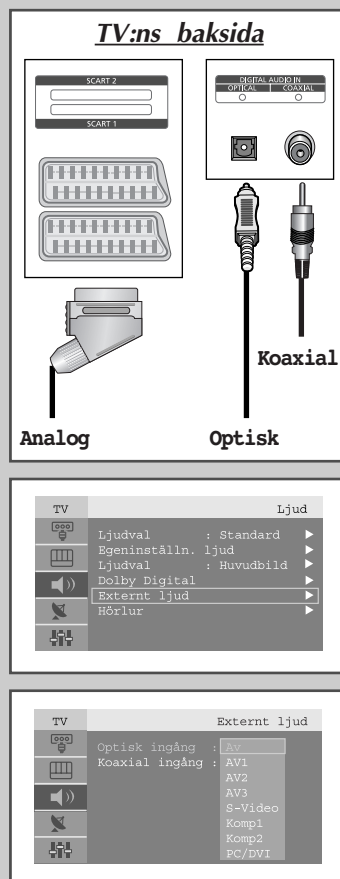 TV:ns baksida
SCART 2
SCART 1
DIGITAL AUDIO IN
OPTICAL COAXIAL
Koaxial
Analog Optisk
TV Ljud
Ljudval : Standard
Egeninställn. ljud
Ljudval : Huvudbild
Dolby Digital
Externt ljud
Hörlur
TV Externt ljud
Optisk ingång : Av
Koaxial ingång : AV1
AV2
AV3
S-Video
Komp1
Komp2
PC/DVI